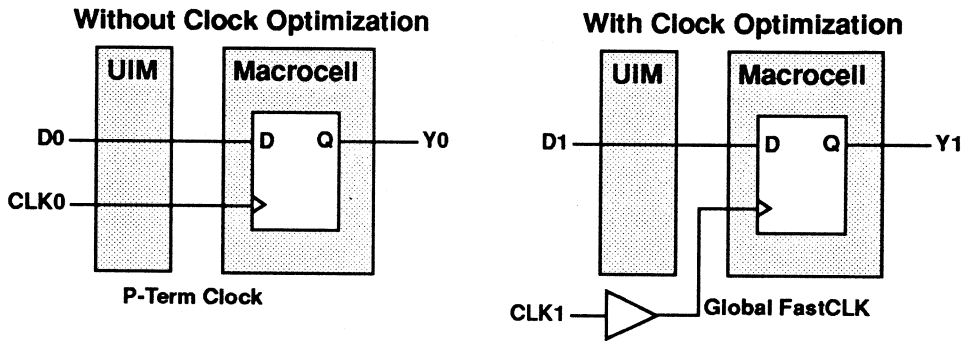 Without Clock Optimization
UIM
Macrocell
D0
D
Q
Y0
CLK0
P-Term Clock
With Clock Optimization
UIM
Macrocell
D1
D
Q
Y1
CLK1
Global FastCLK